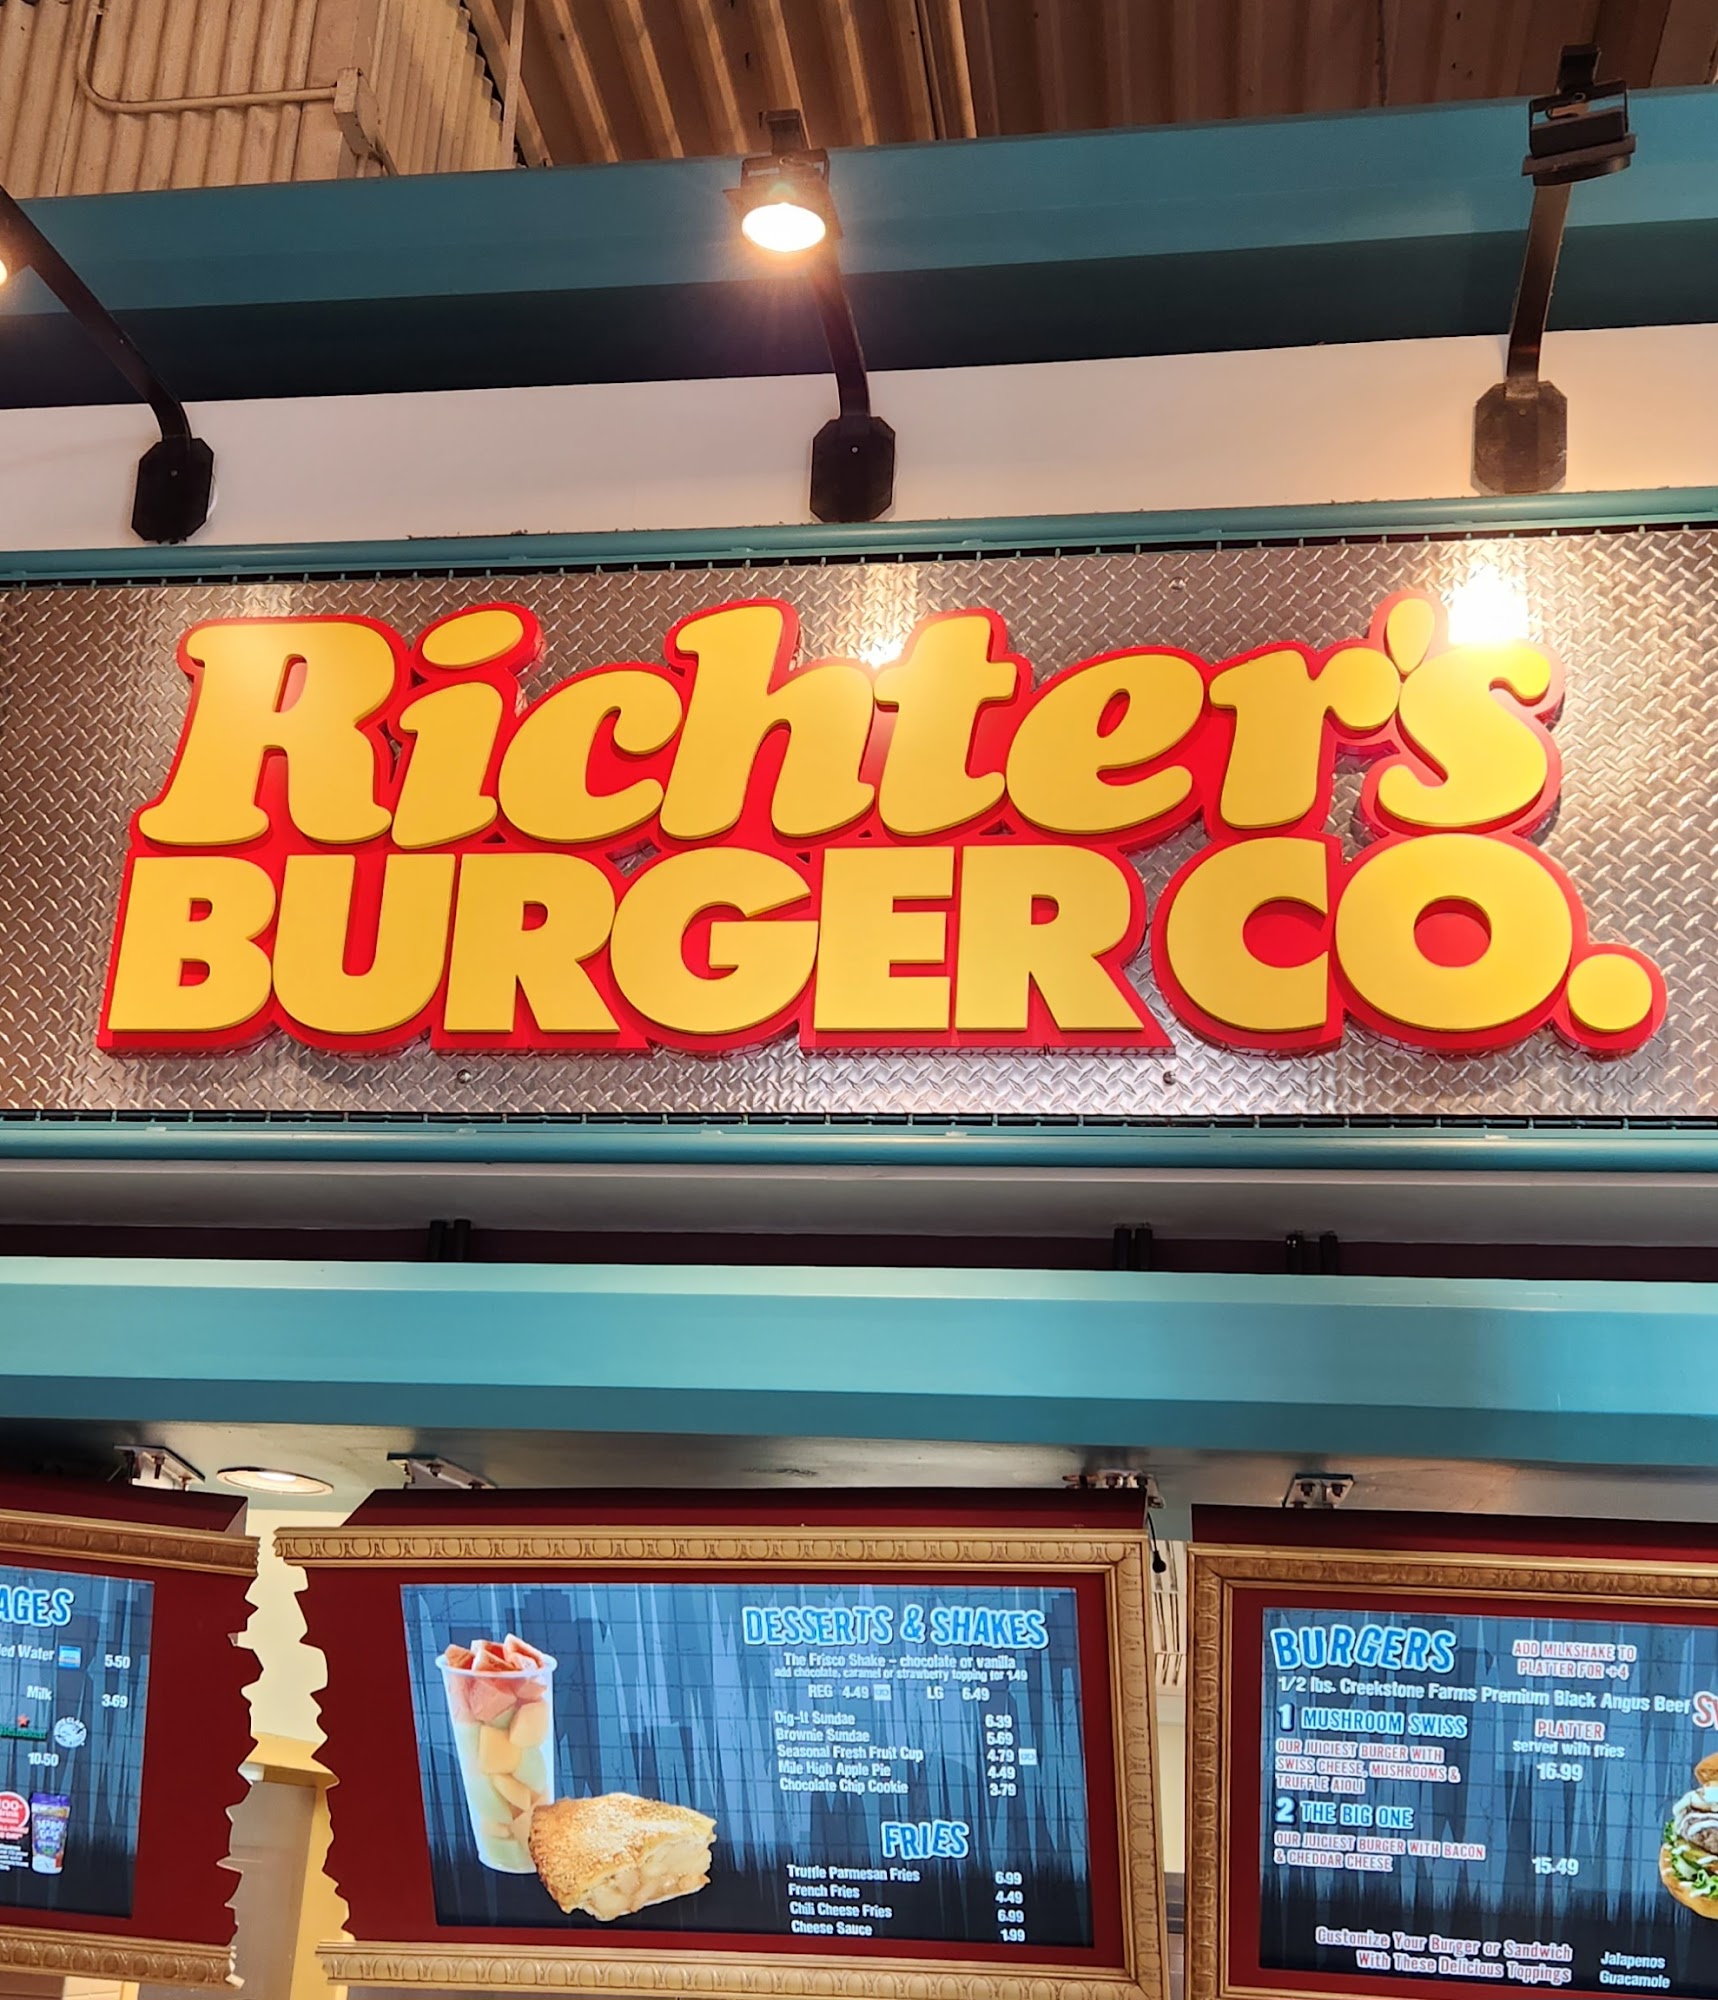 Richter's
BURGER CO.
AGES
ed Water 5.50
Milk 3.69
Heineken
10.50
DESSERTS & SHAKES
The Frisco Shake – chocolate or vanilla
add chocolate, caramel or strawberry topping for 1.49
REG 4.49 LG 6.49
Dig-It Sundae 6.39
Brownie Sundae 5.69
Seasonal Fresh Fruit Cup 4.79
Mile High Apple Pie 4.49
Chocolate Chip Cookie 3.79
FRIES
Truffle Parmesan Fries 6.99
French Fries 4.49
Chili Cheese Fries 6.99
Cheese Sauce 1.99
BURGERS
ADD MILKSHAKE TO
PLATTER FOR +4
1/2 lbs. Creekstone Farms Premium Black Angus Beef
1 MUSHROOM SWISS
PLATTER
served with fries
OUR JUICIEST BURGER WITH
SWISS CHEESE, MUSHROOMS &
TRUFFLE AIOLI
16.99
2 THE BIG ONE
OUR JUICIEST BURGER WITH BACON
& CHEDDAR CHEESE
15.49
Customize Your Burger or Sandwich
With These Delicious Toppings
Jalapenos
Guacamole